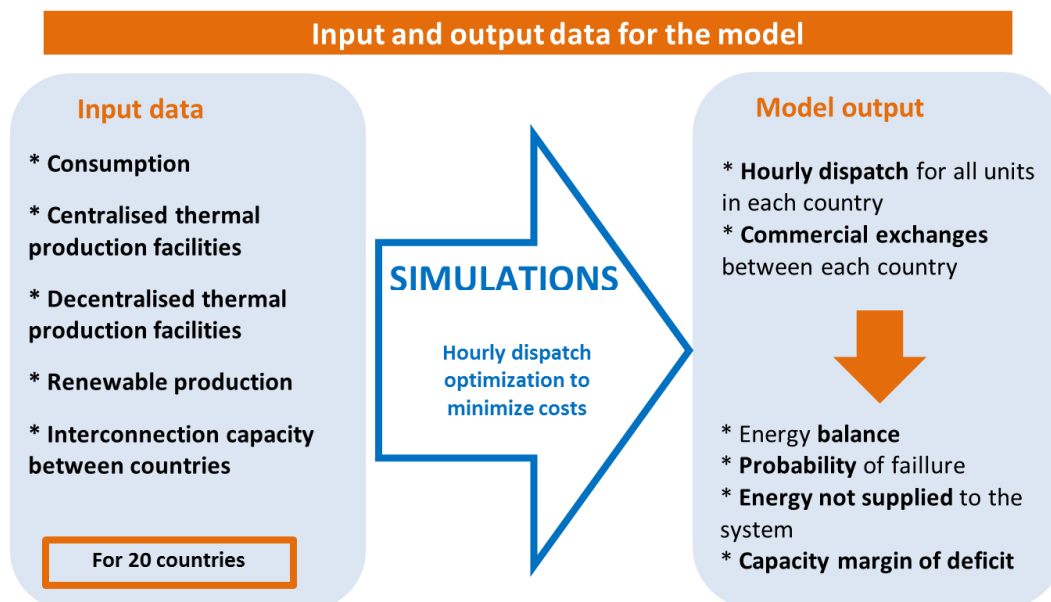 Input and output data for the model
Input data
* Consumption
* Centralised thermal
production facilities
* Decentralised thermal
production facilities
* Renewable production
* Interconnection capacity
between countries
For 20 countries
SIMULATIONS
Hourly dispatch
optimization to
minimize costs
Model output
* Hourly dispatch for all units
in each country
* Commercial exchanges
between each country
* Energy balance
* Probability of faillure
* Energy not supplied to the
system
* Capacity margin of deficit